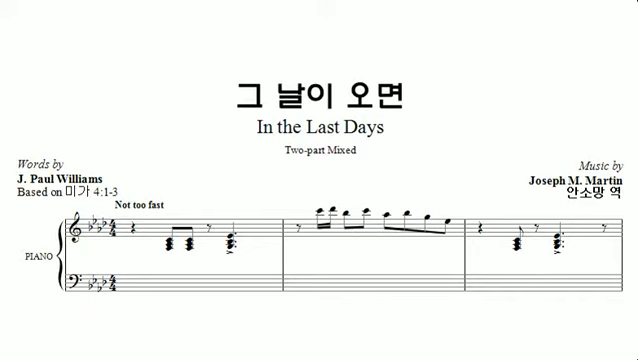 그 날이 오면
In the Last Days
Two-part Mixed
Words by
J. Paul Williams
Based on 미가 4:1-3
Music by
Joseph M. Martin
안소망 역
Not too fast
PIANO